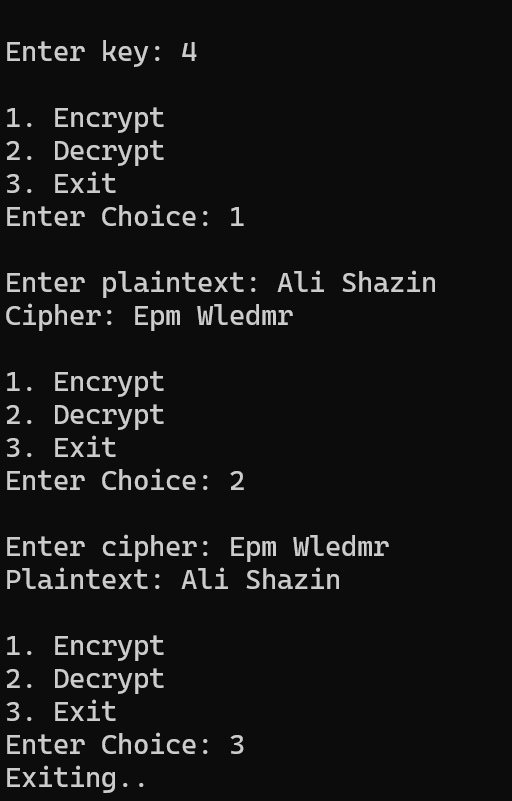 Enter key: 4
1. Encrypt
2. Decrypt
3. Exit
Enter Choice: 1
Enter plaintext: Ali Shazin
Cipher: Epm Wledmr
1. Encrypt
2. Decrypt
3. Exit
Enter Choice: 2
Enter cipher: Epm Wledmr
Plaintext: Ali Shazin
1. Encrypt
2. Decrypt
3. Exit
Enter Choice: 3
Exiting..